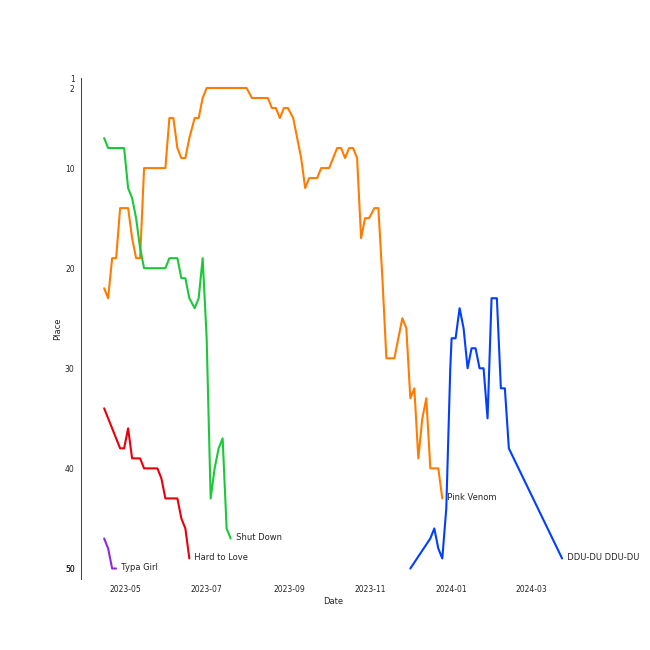 1
2
10
20
30
40
50
Place
Pink Venom
Shut Down
Hard to Love
Typa Girl
DDU-DU DDU-DU
2023-05
2023-07
2023-09
2023-11
2024-01
2024-03
Date